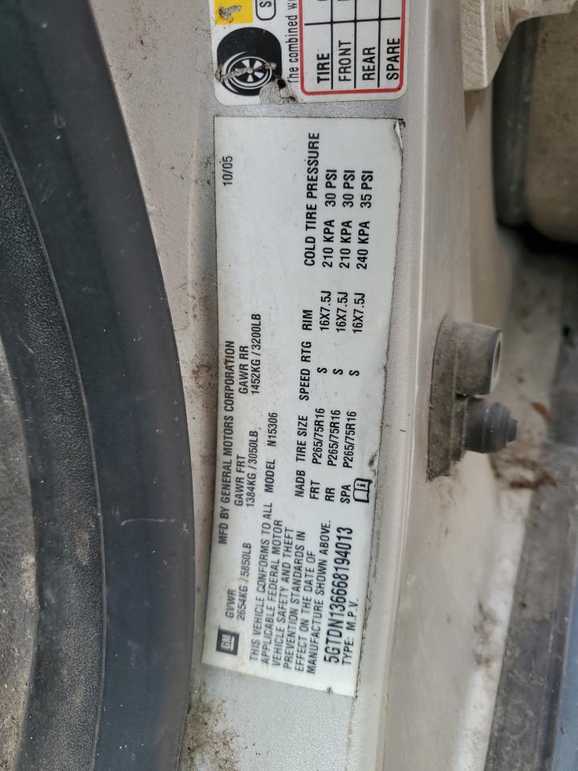 S
The combined w
TIRE
FRONT
REAR
SPARE
GM
MFD BY GENERAL MOTORS CORPORATION
10/05
GVWR GAWR FRT GAWR RR
2654KG/5850LB 1384KG/3050LB 1452KG/3200LB
THIS VEHICLE CONFORMS TO ALL
APPLICABLE FEDERAL MOTOR
VEHICLE SAFETY AND THEFT
PREVENTION STANDARDS IN
EFFECT ON THE DATE OF
MANUFACTURE SHOWN ABOVE.
5GTDN136668194013
TYPE: M.P.V.
MODEL N15306
NADB TIRE SIZE SPEED RTG RIM COLD TIRE PRESSURE
FRT P265/75R16 S 16X7.5J 210 KPA 30 PSI
RR P265/75R16 S 16X7.5J 210 KPA 30 PSI
SPA P265/75R16 S 16X7.5J 240 KPA 35 PSI